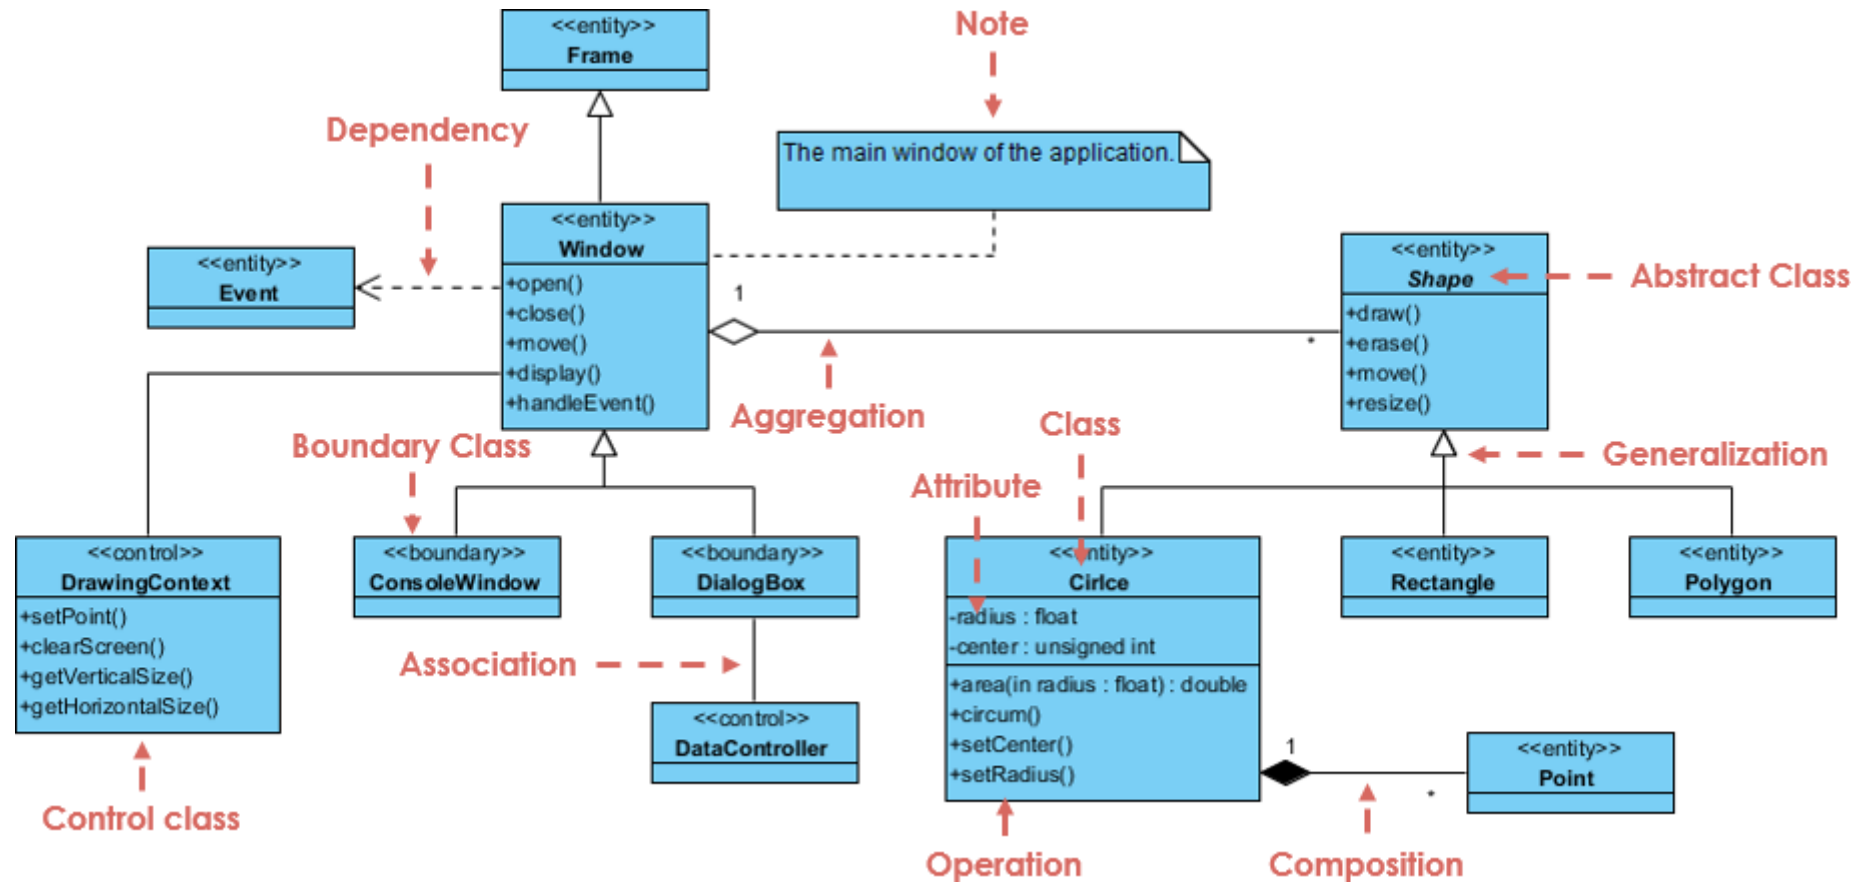 <<entity>>
Frame
Note
Dependency
The main window of the application.
<<entity>>
Window
+open()
+close()
+move()
+display()
+handleEvent()
<<entity>>
Event
1
*
Aggregation
<<entity>>
Shape
+draw()
+erase()
+move()
+resize()
Abstract Class
Generalization
Boundary Class
Class
Attribute
<<control>>
DrawingContext
+setPoint()
+clearScreen()
+getVerticalSize()
+getHorizontalSize()
Control class
<<boundary>>
ConsoleWindow
<<boundary>>
DialogBox
Association
<<control>>
DataController
<<entity>>
Cirlce
-radius : float
-center : unsigned int
+area(in radius : float) : double
+circum()
+setCenter()
+setRadius()
Operation
<<entity>>
Rectangle
<<entity>>
Polygon
1
*
Composition
<<entity>>
Point